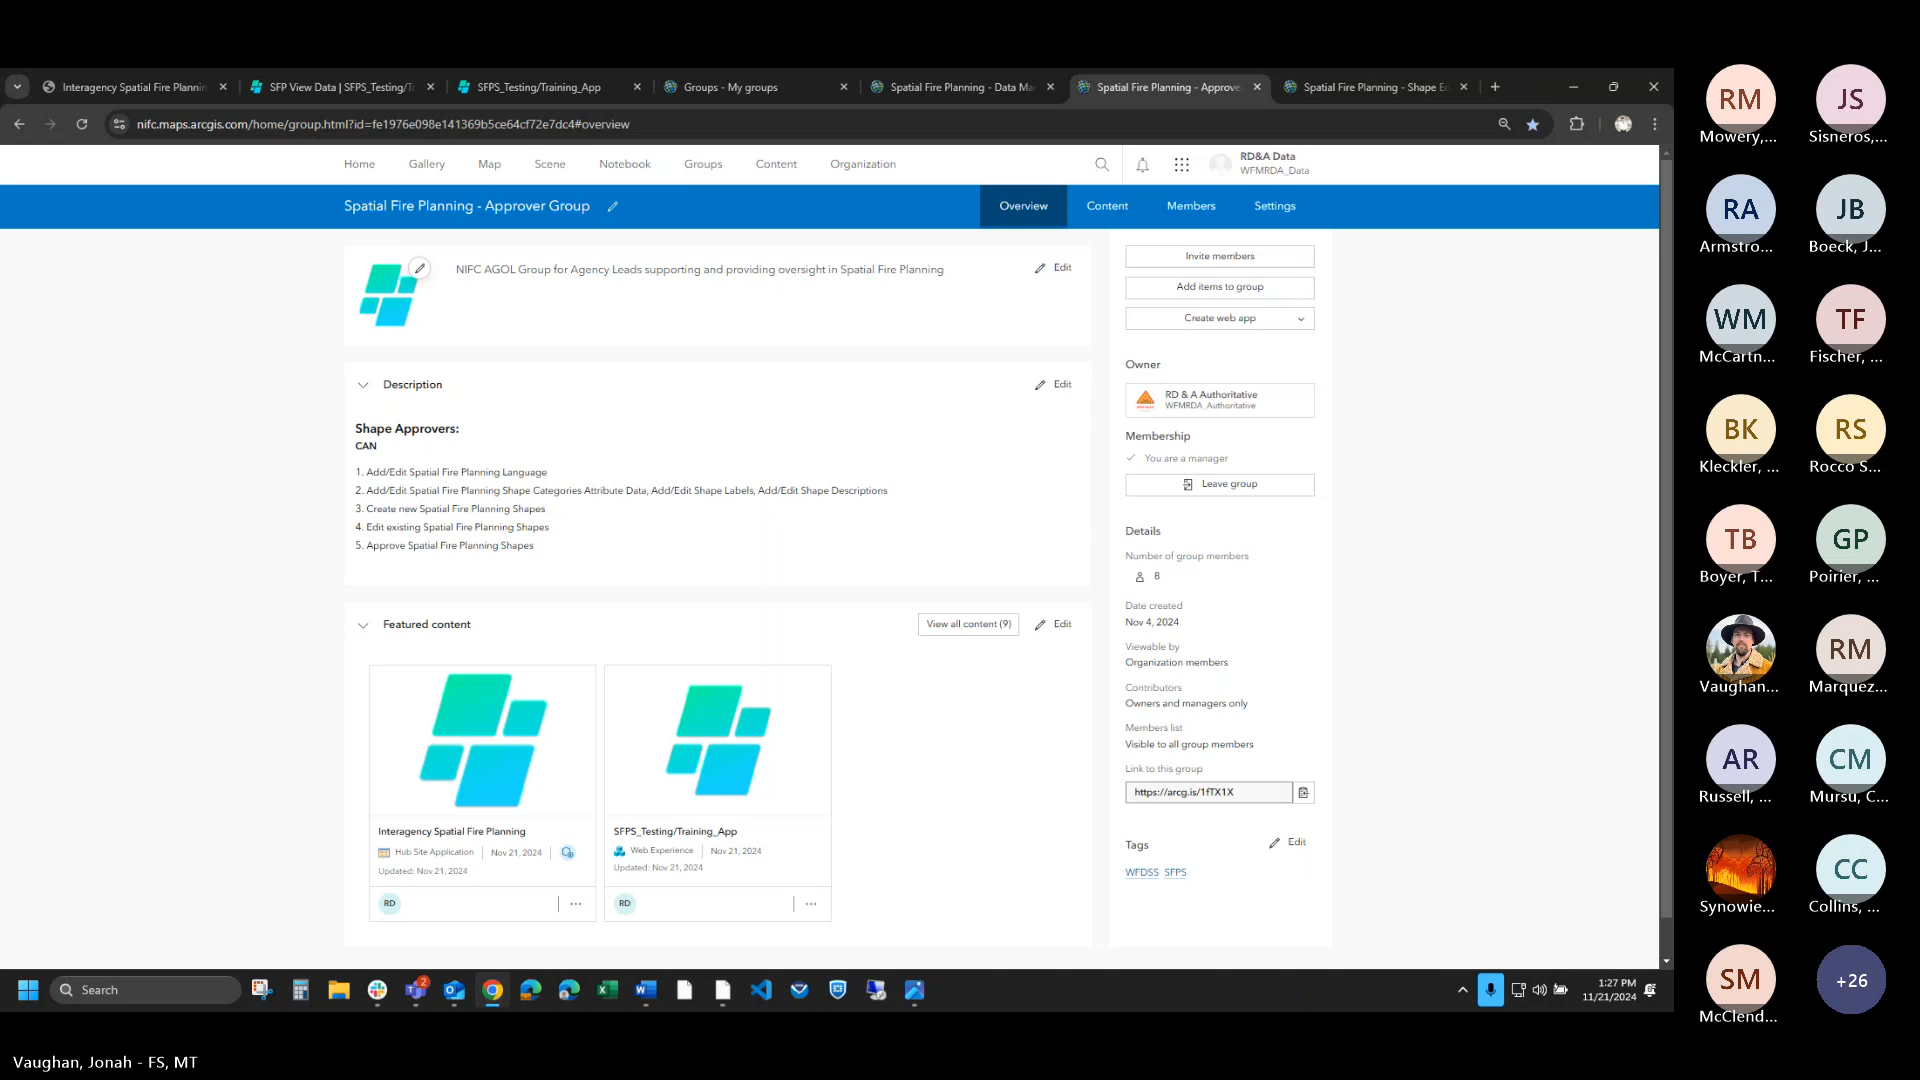 Interagency Spatial Fire Plannin
SFP View Data | SFPS_Testing/T
SFPS_Testing/Training_App
Groups - My groups
Spatial Fire Planning - Data Ma
Spatial Fire Planning - Approve
Spatial Fire Planning - Shape E
nifc.maps.arcgis.com/home/group.html?id=fe1976e098e141369b5ce64cf72e7dc4#overview
Home
Gallery
Map
Scene
Notebook
Groups
Content
Organization
RD&A Data
WFMRDA_Data
Spatial Fire Planning - Approver Group
Overview
Content
Members
Settings
NIFC AGOL Group for Agency Leads supporting and providing oversight in Spatial Fire Planning
Edit
Description
Edit
Shape Approvers:
CAN
1. Add/Edit Spatial Fire Planning Language
2. Add/Edit Spatial Fire Planning Shape Categories Attribute Data, Add/Edit Shape Labels, Add/Edit Shape Descriptions
3. Create new Spatial Fire Planning Shapes
4. Edit existing Spatial Fire Planning Shapes
5. Approve Spatial Fire Planning Shapes
Featured content
View all content (9)
Edit
Interagency Spatial Fire Planning
Hub Site Application
Nov 21, 2024
Updated: Nov 21, 2024
RD
SFPS_Testing/Training_App
Web Experience
Nov 21, 2024
Updated: Nov 21, 2024
RD
Invite members
Add items to group
Create web app
Owner
RD & A Authoritative
WFMRDA_Authoritative
Membership
You are a manager
Leave group
Details
Number of group members
8
Date created
Nov 4, 2024
Viewable by
Organization members
Contributors
Owners and managers only
Members list
Visible to all group members
Link to this group
https://arcg.is/1fTX1X
Tags
Edit
WFDSS SFPS
Search
2
1:27 PM
11/21/2024
RM
Mowery,...
JS
Sisneros,...
RA
Armstro...
JB
Boeck, J...
WM
McCartn...
TF
Fischer, ...
BK
Kleckler, ...
RS
Rocco S...
TB
Boyer, T...
GP
Poirier, ...
Vaughan...
RM
Marquez...
AR
Russell, ...
CM
Mursu, C...
Synowie...
CC
Collins, ...
SM
McClend...
+26
Vaughan, Jonah - FS, MT